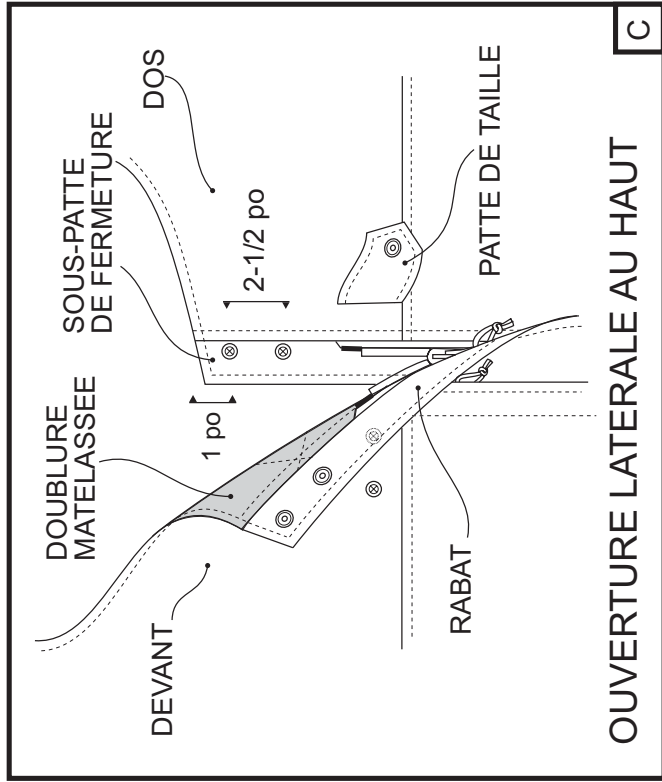 DOUBLURE
MATELASSEE
SOUS-PATTE
DE FERMETURE
DOS
1 po
2-1/2 po
DEVANT
RABAT
PATTE DE TAILLE
OUVERTURE LATERALE AU HAUT
C